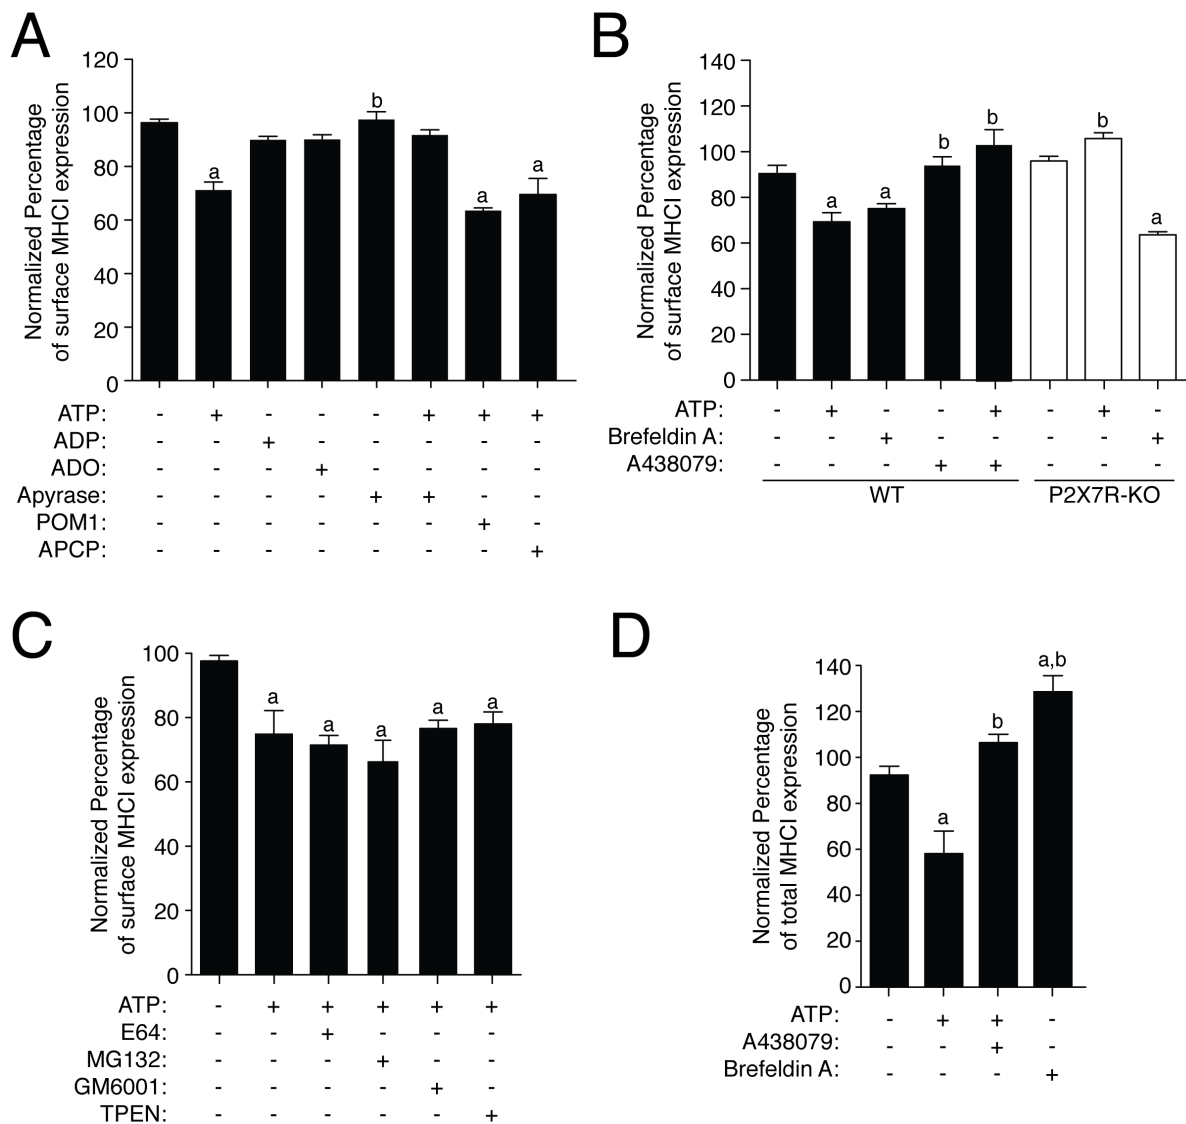 A
Normalized Percentage
of surface MHCI expression
120
100
80
60
40
20
0
a
b
a
a
ATP: - + - - - + + +
ADP: - - + - - - - -
ADO: - - - + - - - -
Apyrase: - - - - + + - -
POM1: - - - - - - + -
APCP: - - - - - - - +
B
Normalized Percentage
of surface MHCI expression
140
120
100
80
60
40
20
0
a
a
b
b
b
a
ATP: - + - - + - + -
Brefeldin A: - - + - - - - +
A438079: - - - + + - - -
WT P2X7R-KO
C
Normalized Percentage
of surface MHCI expression
100
80
60
40
20
0
a
a
a
a
a
ATP: - + + + + +
E64: - - + - - -
MG132: - - - + - -
GM6001: - - - - + -
TPEN: - - - - - +
D
Normalized Percentage
of total MHCI expression
140
120
100
80
60
40
20
0
a
b
a,b
ATP: - + + -
A438079: - - + -
Brefeldin A: - - - +